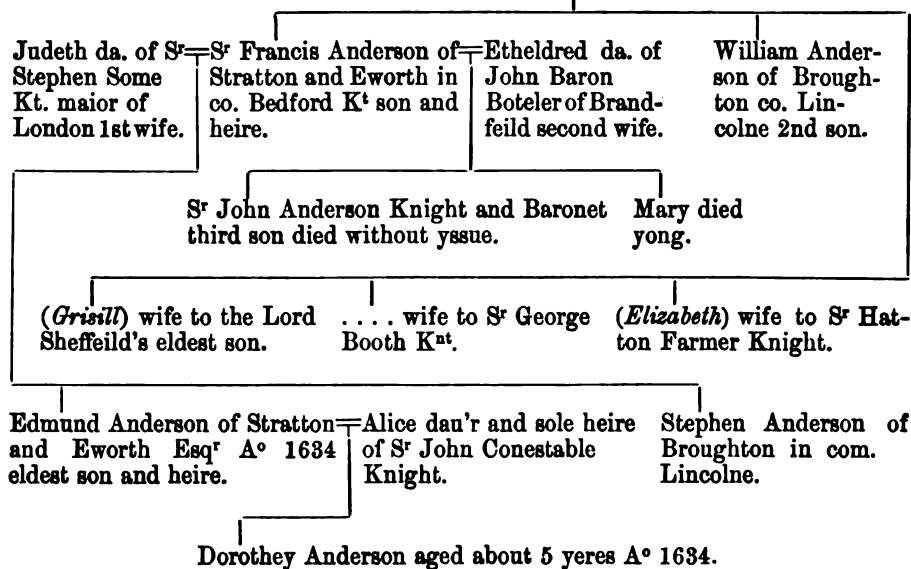 Judeth da. of Sʳ
Stephen Some
Kt. maior of
London 1st wife.
Sʳ Francis Anderson of
Stratton and Eworth in
co. Bedford Kᵗ son and
heire.
Etheldred da. of
John Baron
Boteler of Brand-
feild second wife.
William Ander-
son of Brough-
ton co. Lin-
colne 2nd son.
Sʳ John Anderson Knight and Baronet
third son died without yssue.
Mary died
yong.
(Grisill) wife to the Lord
Sheffeild's eldest son.
.... wife to Sʳ George
Booth Kⁿᵗ.
(Elizabeth) wife to Sʳ Hat-
ton Farmer Knight.
Edmund Anderson of Stratton
and Eworth Esqʳ Aᵒ 1634
eldest son and heire.
Alice dau'r and sole heire
of Sʳ John Conestable
Knight.
Stephen Anderson of
Broughton in com.
Lincolne.
Dorothey Anderson aged about 5 yeres Aᵒ 1634.